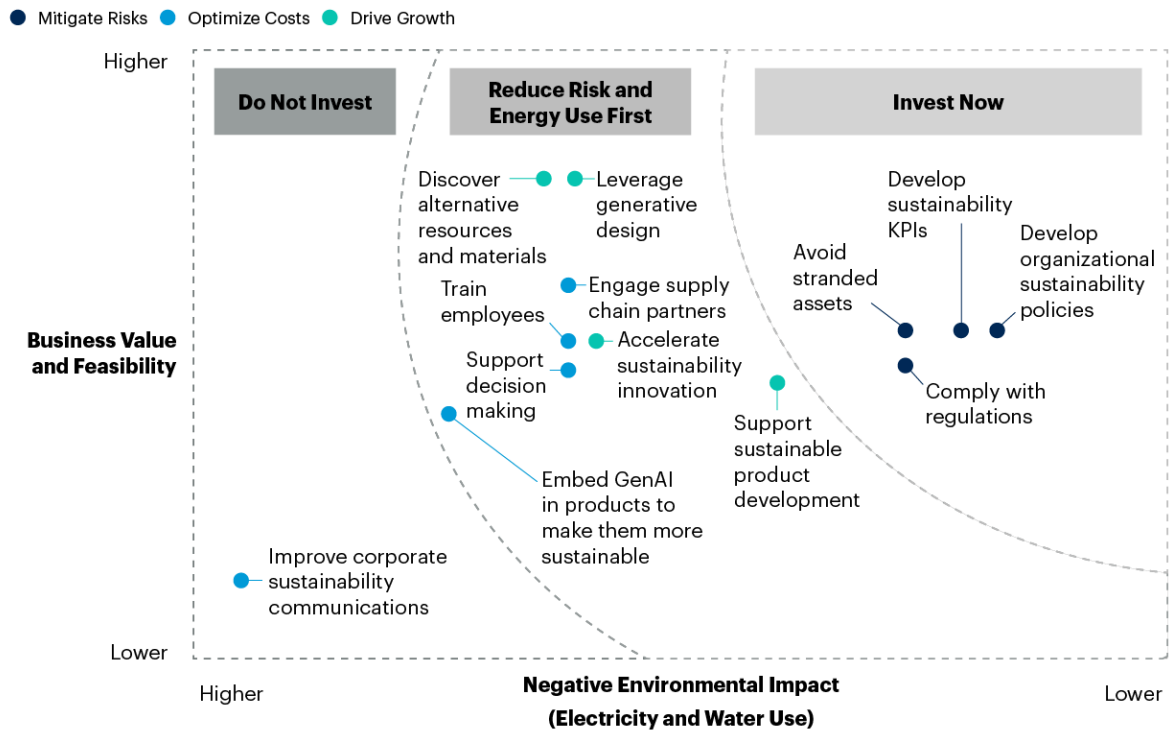 Mitigate Risks
Optimize Costs
Drive Growth
Higher
Do Not Invest
Reduce Risk and
Energy Use First
Invest Now
Discover
alternative
resources
and materials
Leverage
generative
design
Develop
sustainability
KPIs
Develop
organizational
sustainability
policies
Avoid
stranded
assets
Train
employees
Engage supply
chain partners
Business Value
and Feasibility
Support
decision
making
Accelerate
sustainability
innovation
Comply with
regulations
Support
sustainable
product
development
Embed GenAI
in products to
make them more
sustainable
Improve corporate
sustainability
communications
Lower
Higher
Negative Environmental Impact
(Electricity and Water Use)
Lower